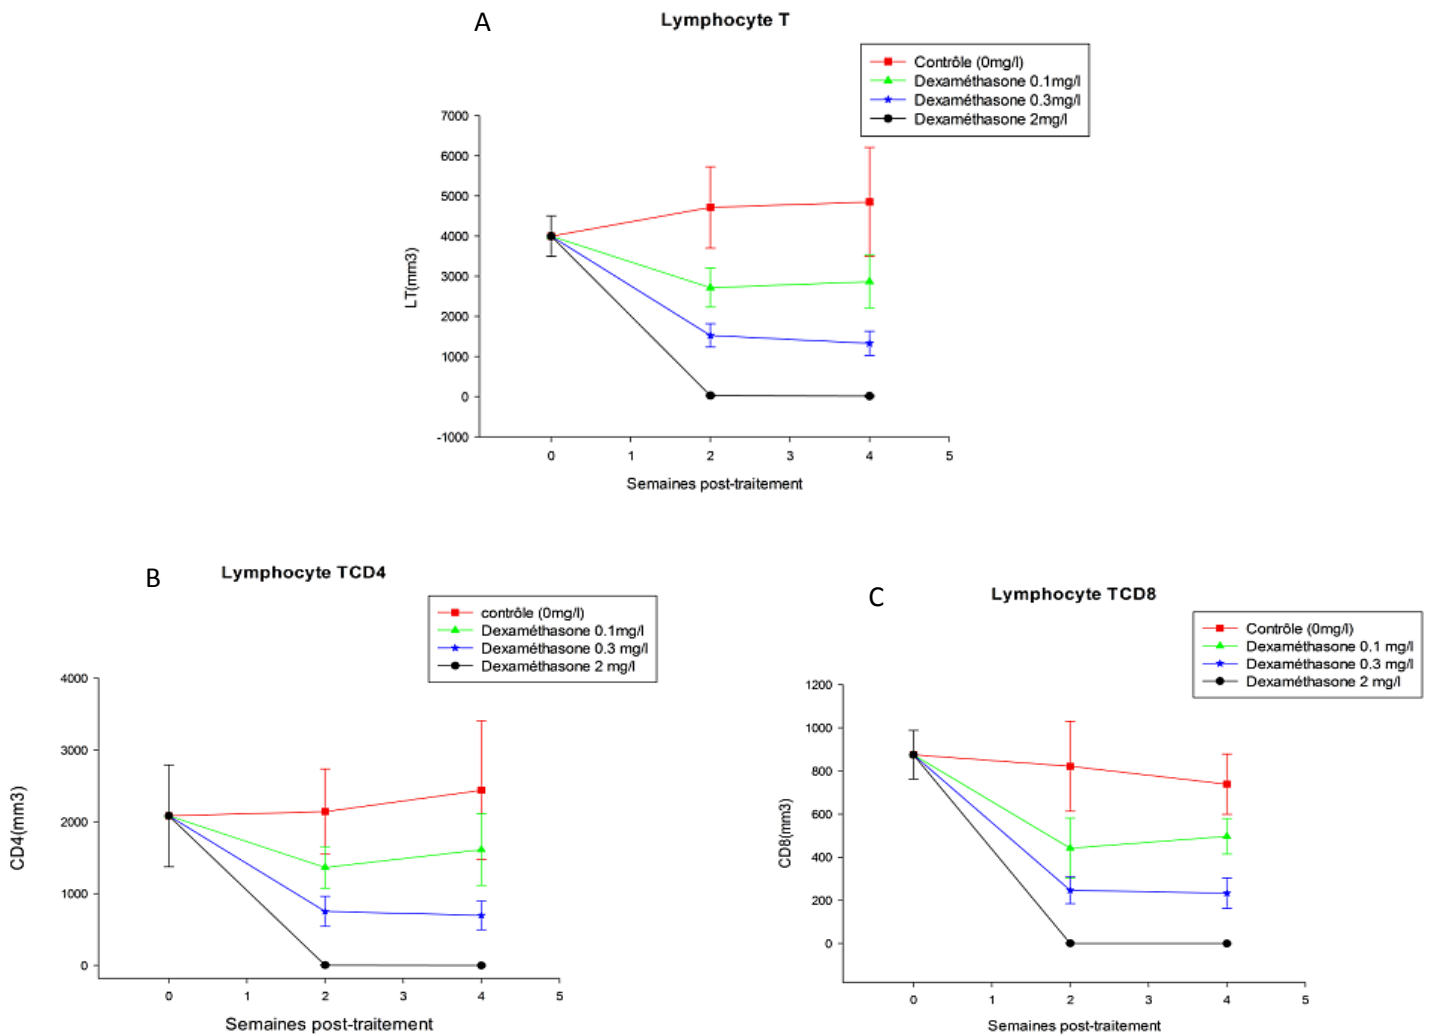 A
Lymphocyte T
Contrôle (0mg/l)
Dexaméthasone 0.1mg/l
Dexaméthasone 0.3mg/l
Dexaméthasone 2mg/l
7000
6000
5000
4000
3000
2000
1000
0
-1000
LT(mm3)
0 1 2 3 4 5
Semaines post-traitement
B
Lymphocyte TCD4
contrôle (0mg/l)
Dexaméthasone 0.1mg/l
Dexaméthasone 0.3 mg/l
Dexaméthasone 2 mg/l
4000
3000
2000
1000
0
CD4(mm3)
0 1 2 3 4 5
Semaines post-traitement
C
Lymphocyte TCD8
Contrôle (0mg/l)
Dexaméthasone 0.1 mg/l
Dexaméthasone 0.3 mg/l
Dexaméthasone 2 mg/l
1200
1000
800
600
400
200
0
CD8(mm3)
0 1 2 3 4 5
Semaines post-traitement